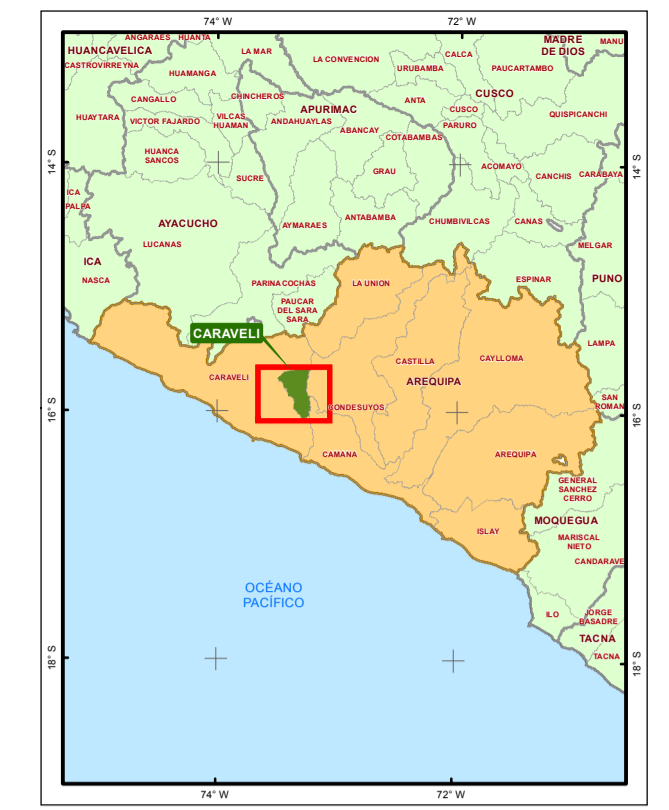 74° W
72° W
ANGARAES
HUANTA
HUANCAVELICA
LA MAR
LA CONVENCION
CALCA
MADRE
DE DIOS
MANU
CASTROVIRREYNA
HUAMANGA
URUBAMBA
PAUCARTAMBO
CANGALLO
CHINCHEROS
APURIMAC
ANTA
CUSCO
CUSCO
HUAYTARA
VICTOR FAJARDO
VILCAS
HUAMAN
ANDAHUAYLAS
ABANCAY
COTABAMBAS
PARURO
QUISPICANCHI
14° S
HUANCA
SANCOS
SUCRE
GRAU
ACOMAYO
CANCHIS
CARABAYA
14° S
ICA
PALPA
AYACUCHO
LUCANAS
AYMARAES
ANTABAMBA
CHUMBIVILCAS
CANAS
MELGAR
ICA
NASCA
PARINACOCHAS
LA UNION
ESPINAR
PUNO
PAUCAR
DEL SARA
SARA
CARAVELI
LAMPA
CARAVELI
CASTILLA
CAYLLOMA
AREQUIPA
16° S
CONDESUYOS
SAN
ROMAN
16° S
CAMANA
AREQUIPA
GENERAL
SANCHEZ
CERRO
ISLAY
MOQUEGUA
MARISCAL
NIETO
CANDARAVE
OCÉANO
PACÍFICO
ILO
JORGE
BASADRE
TACNA
TACNA
18° S
18° S
74° W
72° W